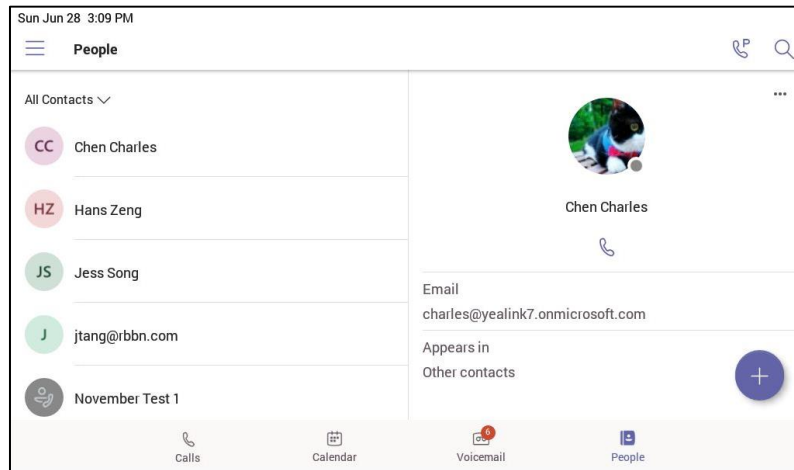 Sun Jun 28 3:09 PM
People
P
All Contacts
CC Chen Charles
HZ Hans Zeng
JS Jess Song
J jtang@rbbn.com
November Test 1
Chen Charles
Email
charles@yealink7.onmicrosoft.com
Appears in
Other contacts
6
Calls Calendar Voicemail People